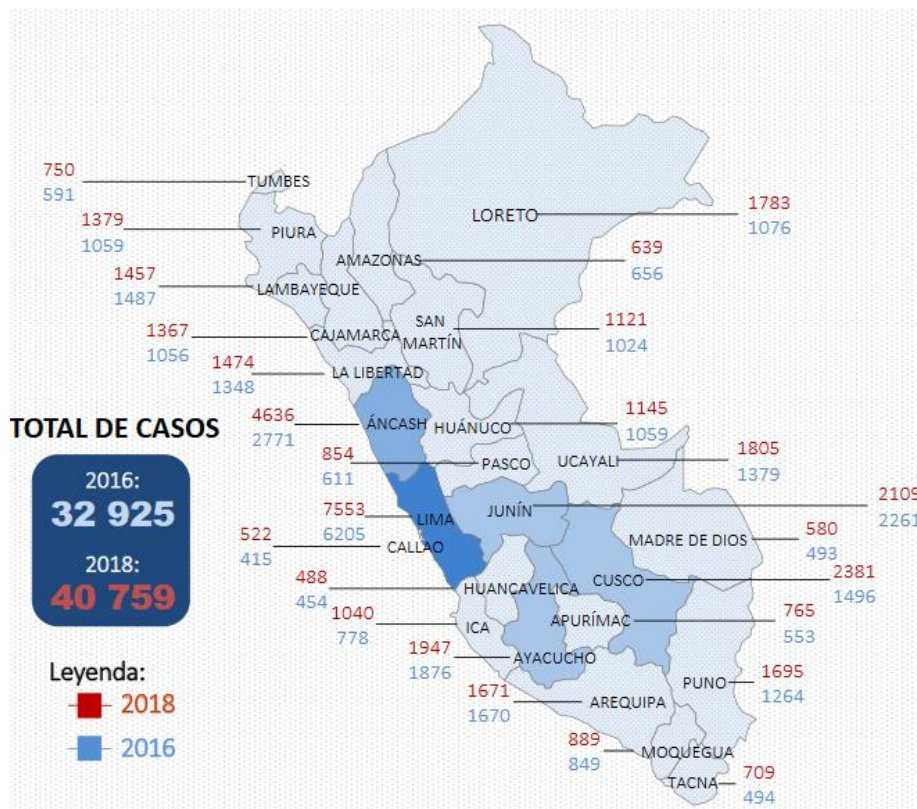 750
591
TUMBES
1379
1059
PIURA
LORETO
1783
1076
AMAZONAS
639
656
1457
1487
LAMBAYEQUE
1367
1056
CAJAMARCA
SAN
MARTÍN
1121
1024
1474
1348
LA LIBERTAD
4636
2771
ÁNCASH
HUÁNUCO
1145
1059
TOTAL DE CASOS
2016:
32 925
2018:
40 759
854
611
PASCO
UCAYALI
1805
1379
7553
6205
LIMA
JUNÍN
2109
2261
522
415
CALLAO
MADRE DE DIOS
580
493
488
454
HUANCAVELICA
CUSCO
2381
1496
1040
778
ICA
APURÍMAC
765
553
1947
1876
AYACUCHO
1671
1670
AREQUIPA
PUNO
1695
1264
889
849
MOQUEGUA
TACNA
709
494
Leyenda:
2018
2016